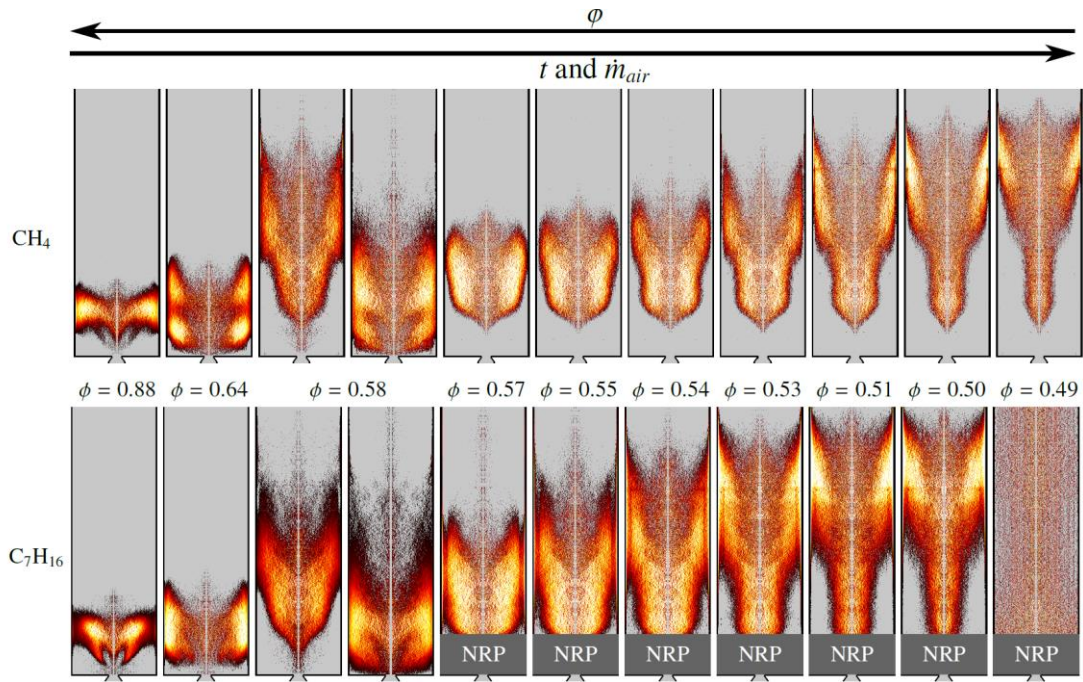 φ
t and ṁair
CH4
ϕ = 0.88 ϕ = 0.64 ϕ = 0.58 ϕ = 0.57 ϕ = 0.55 ϕ = 0.54 ϕ = 0.53 ϕ = 0.51 ϕ = 0.50 ϕ = 0.49
C7H16
NRP NRP NRP NRP NRP NRP NRP